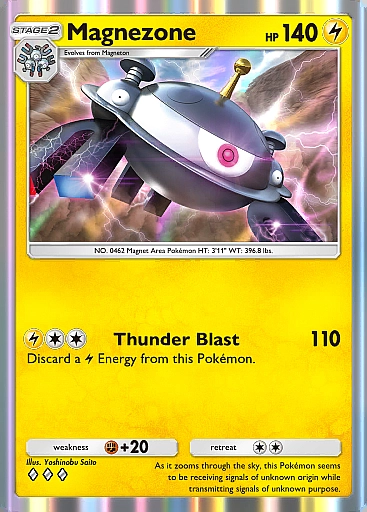 STAGE 2 Magnezone HP 140
Evolves from Magneton
NO. 0462 Magnet Area Pokémon HT: 3'11" WT: 396.8 lbs.
Thunder Blast 110
Discard a Energy from this Pokémon.
weakness +20 retreat
Illus. Yoshinobu Saito
As it zooms through the sky, this Pokémon seems
to be receiving signals of unknown origin while
transmitting signals of unknown purpose.